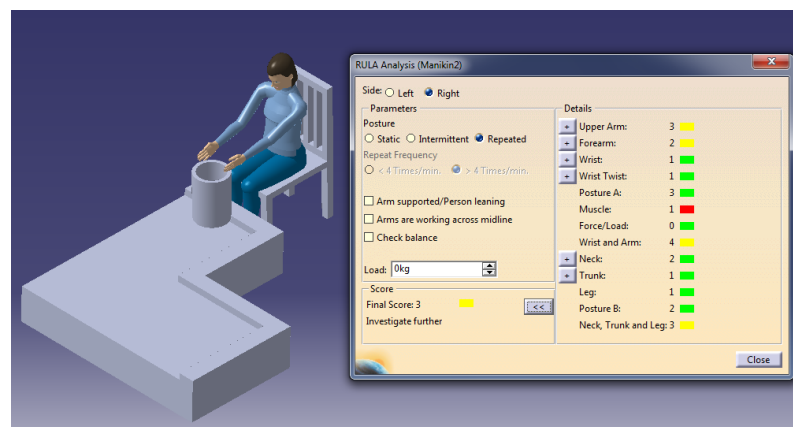 RULA Analysis (Manikin2)
Side: Left Right
Parameters
Posture
Static Intermittent Repeated
Repeat Frequency
< 4 Times/min. > 4 Times/min.
Arm supported/Person leaning
Arms are working across midline
Check balance
Load: 0kg
Score
Final Score: 3
<<
Investigate further
Details
+ Upper Arm: 3
+ Forearm: 2
+ Wrist: 1
+ Wrist Twist: 1
Posture A: 3
Muscle: 1
Force/Load: 0
Wrist and Arm: 4
+ Neck: 2
+ Trunk: 1
Leg: 1
Posture B: 2
Neck, Trunk and Leg: 3
Close